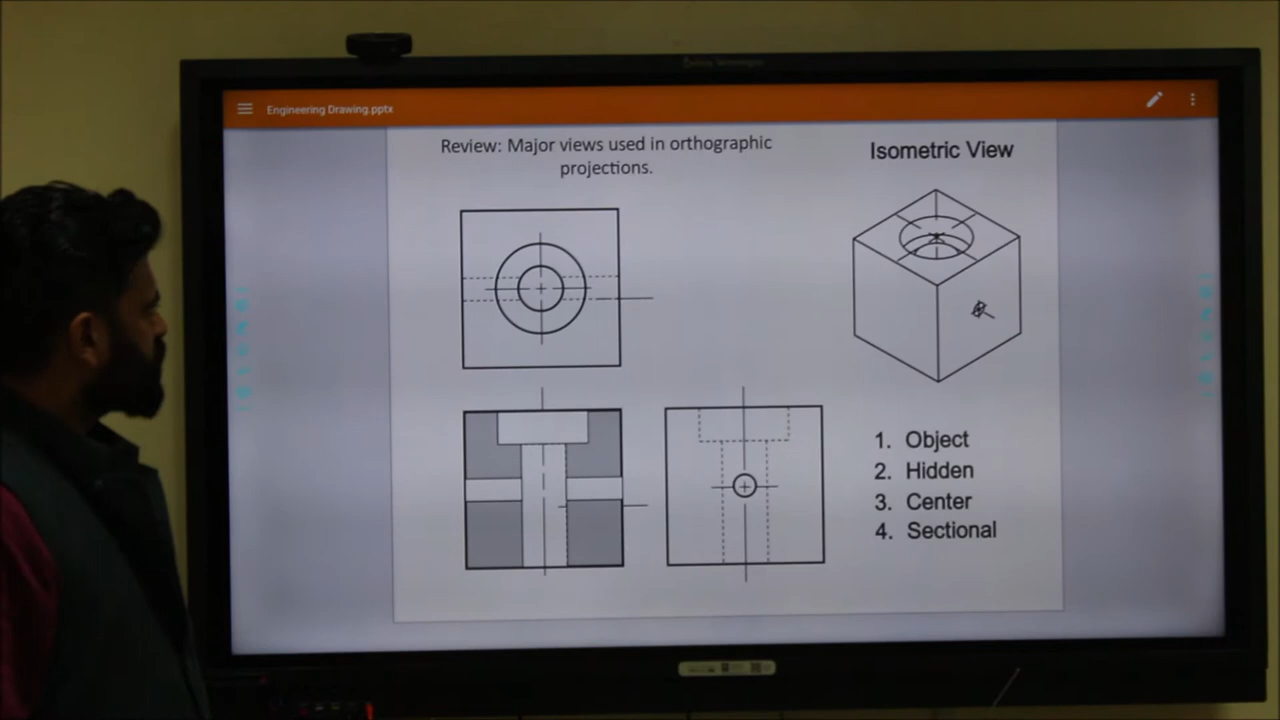 Engineering Drawing.pptx
Review: Major views used in orthographic
projections.
Isometric View
1. Object
2. Hidden
3. Center
4. Sectional